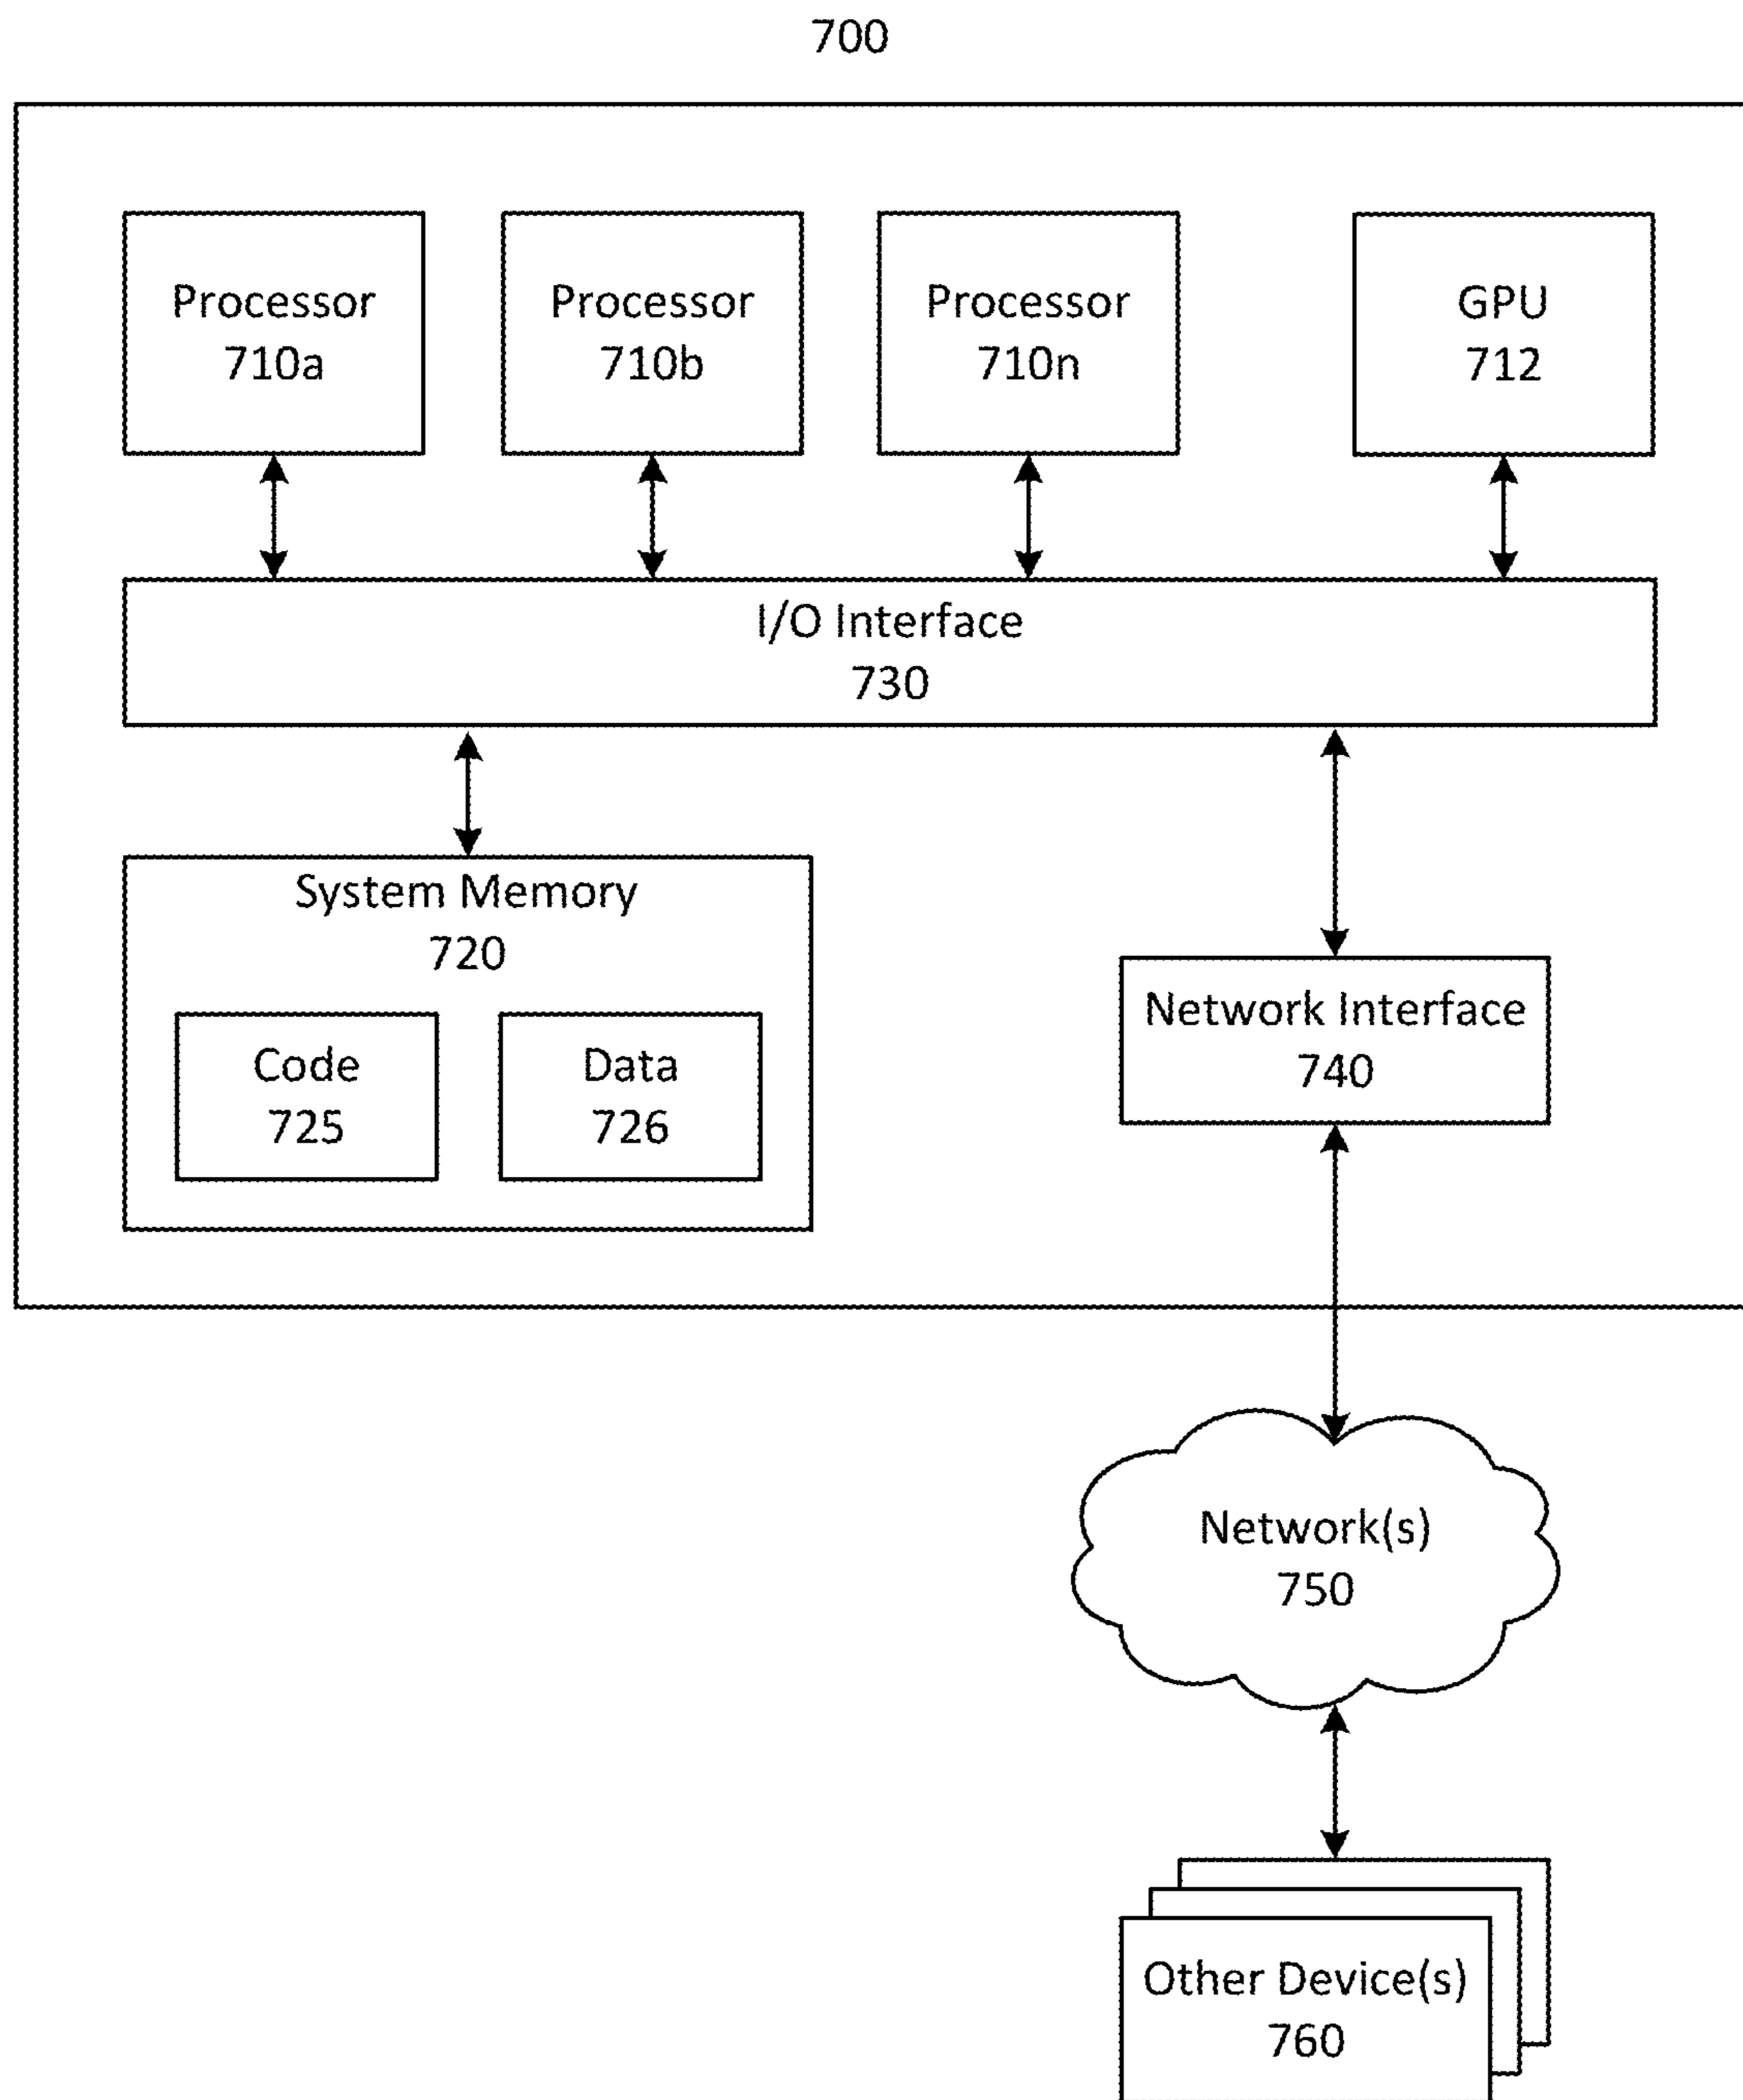 700
Processor
710a
Processor
710b
Processor
710n
GPU
712
I/O Interface
730
System Memory
720
Code
725
Data
726
Network Interface
740
Network(s)
750
Other Device(s)
760